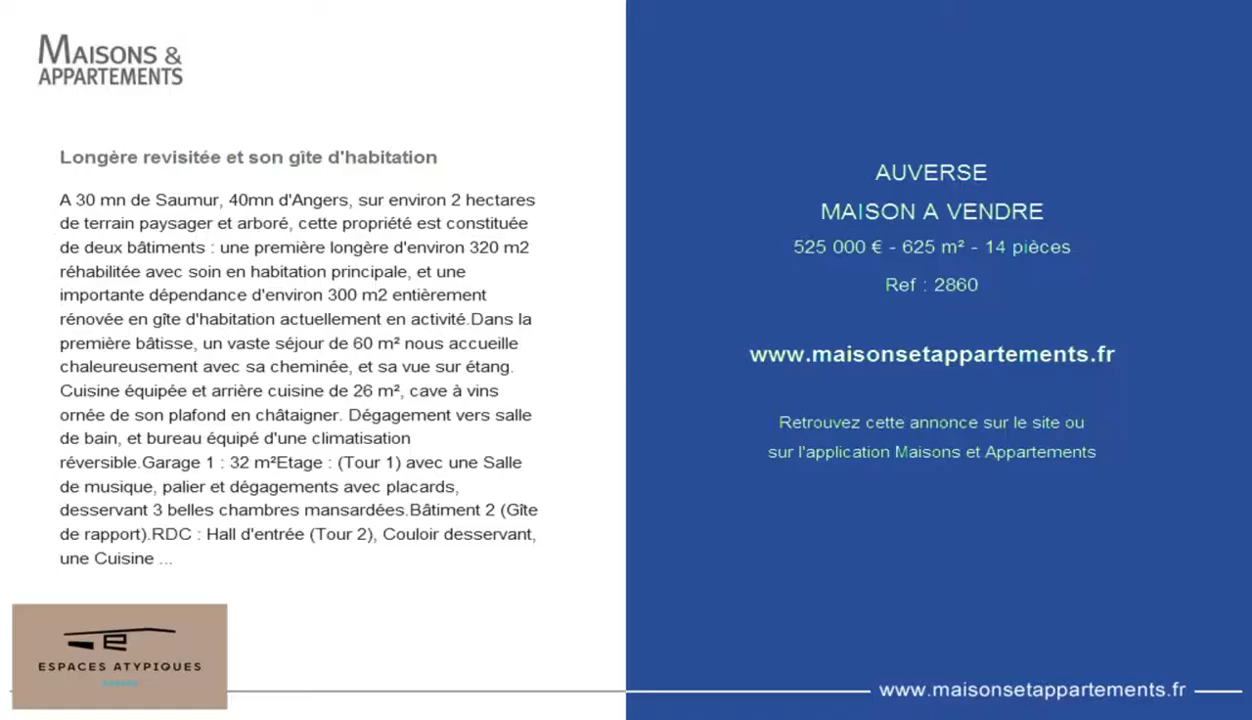 MAISONS &
APPARTEMENTS
Longère revisitée et son gîte d'habitation
A 30 mn de Saumur, 40mn d'Angers, sur environ 2 hectares
de terrain paysager et arboré, cette propriété est constituée
de deux bâtiments : une première longère d'environ 320 m2
réhabilitée avec soin en habitation principale, et une
importante dépendance d'environ 300 m2 entièrement
rénovée en gîte d'habitation actuellement en activité.Dans la
première bâtisse, un vaste séjour de 60 m² nous accueille
chaleureusement avec sa cheminée, et sa vue sur étang.
Cuisine équipée et arrière cuisine de 26 m², cave à vins
ornée de son plafond en châtaigner. Dégagement vers salle
de bain, et bureau équipé d'une climatisation
réversible.Garage 1 : 32 m²Etage : (Tour 1) avec une Salle
de musique, palier et dégagements avec placards,
desservant 3 belles chambres mansardées.Bâtiment 2 (Gîte
de rapport).RDC : Hall d'entrée (Tour 2), Couloir desservant,
une Cuisine ...
ESPACES ATYPIQUES
AUVERSE
MAISON A VENDRE
525 000 € - 625 m² - 14 pièces
Ref : 2860
www.maisonsetappartements.fr
Retrouvez cette annonce sur le site ou
sur l'application Maisons et Appartements
www.maisonsetappartements.fr